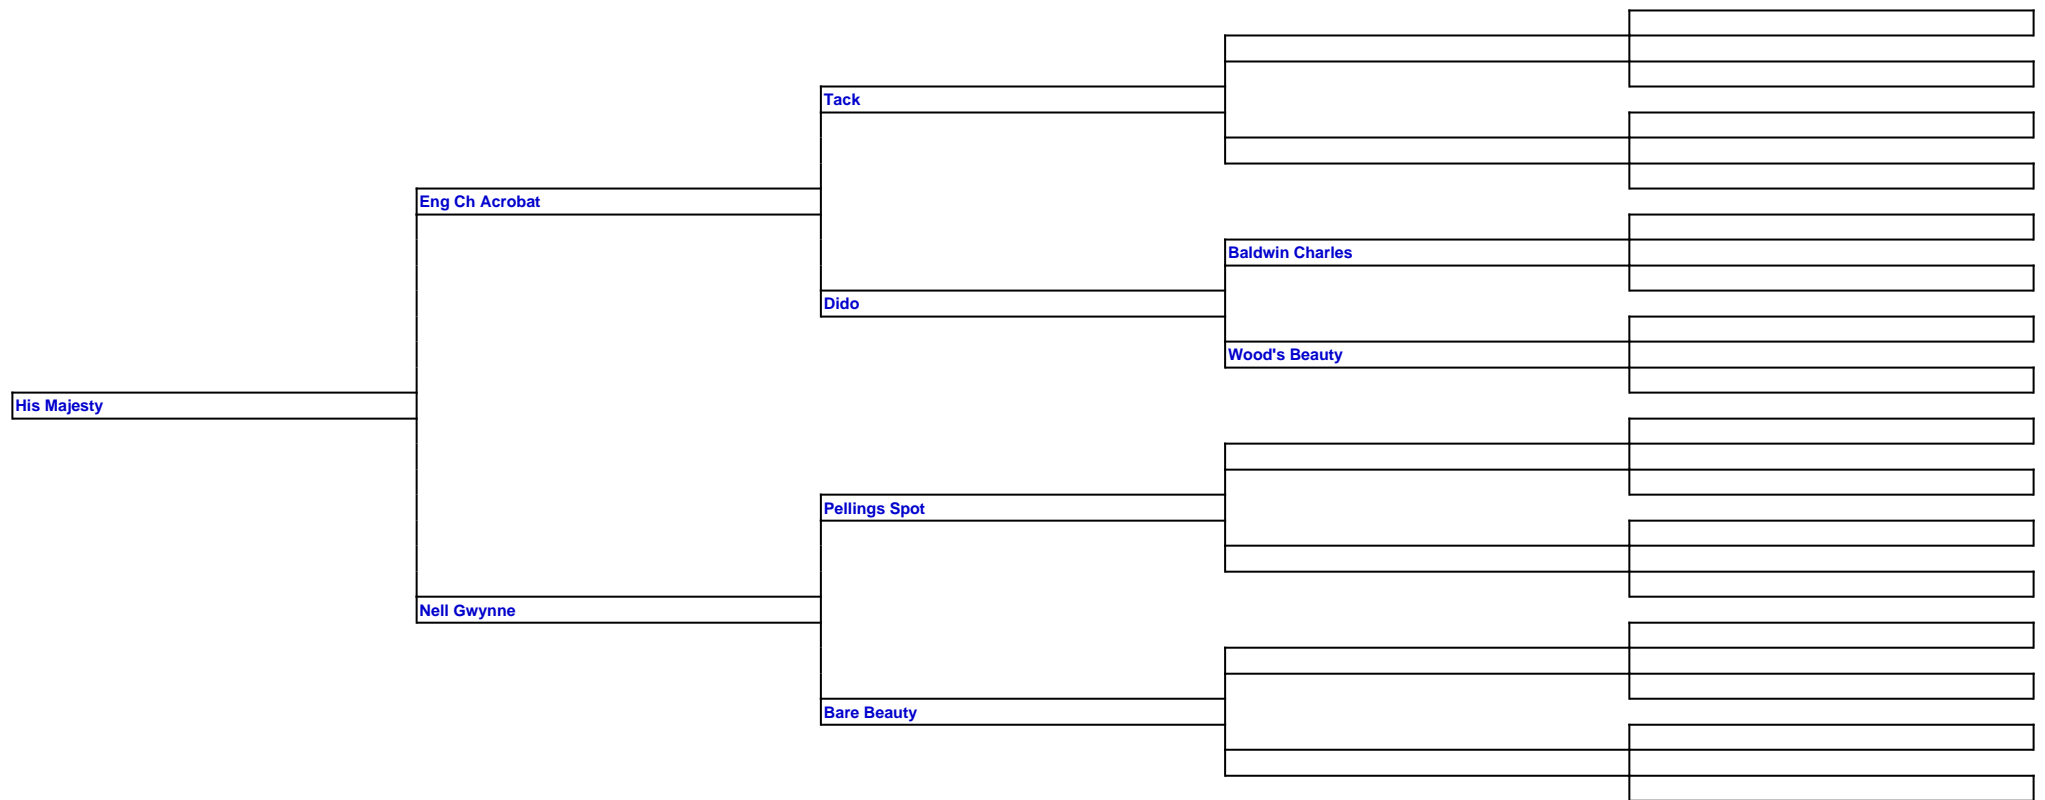 Tack
Eng Ch Acrobat
Baldwin Charles
Dido
Wood's Beauty
His Majesty
Pellings Spot
Nell Gwynne
Bare Beauty